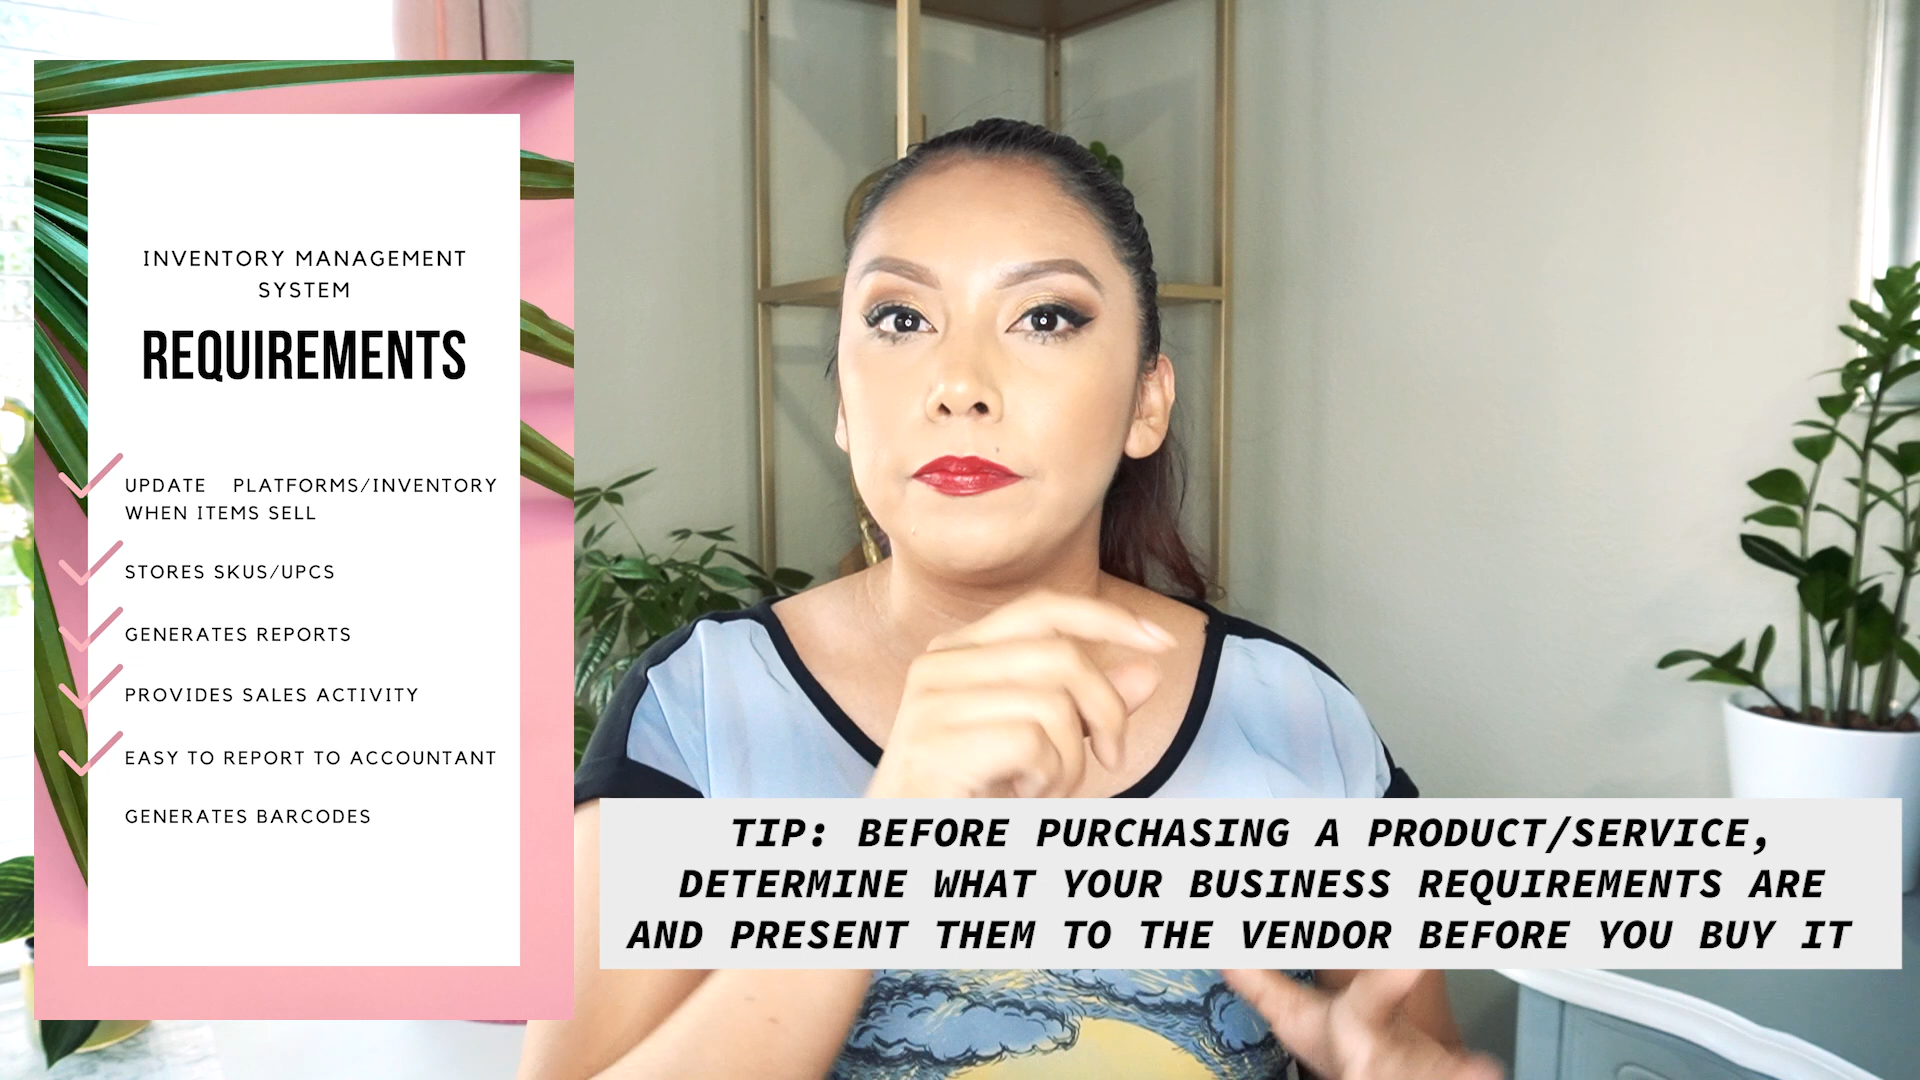 INVENTORY MANAGEMENT
SYSTEM
REQUIREMENTS
UPDATE PLATFORMS/INVENTORY
WHEN ITEMS SELL
STORES SKUS/UPCS
GENERATES REPORTS
PROVIDES SALES ACTIVITY
EASY TO REPORT TO ACCOUNTANT
GENERATES BARCODES
TIP: BEFORE PURCHASING A PRODUCT/SERVICE,
DETERMINE WHAT YOUR BUSINESS REQUIREMENTS ARE
AND PRESENT THEM TO THE VENDOR BEFORE YOU BUY IT